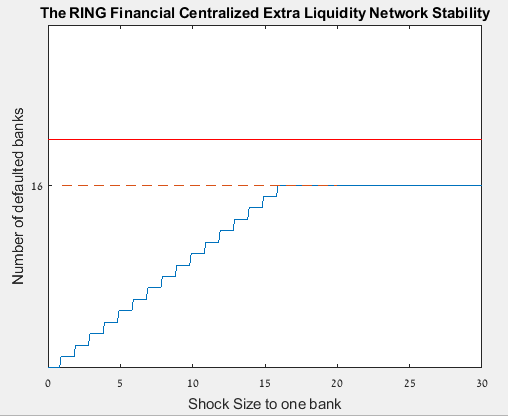 The RING Financial Centralized Extra Liquidity Network Stability
Number of defaulted banks
16
0 5 10 15 20 25 30
Shock Size to one bank